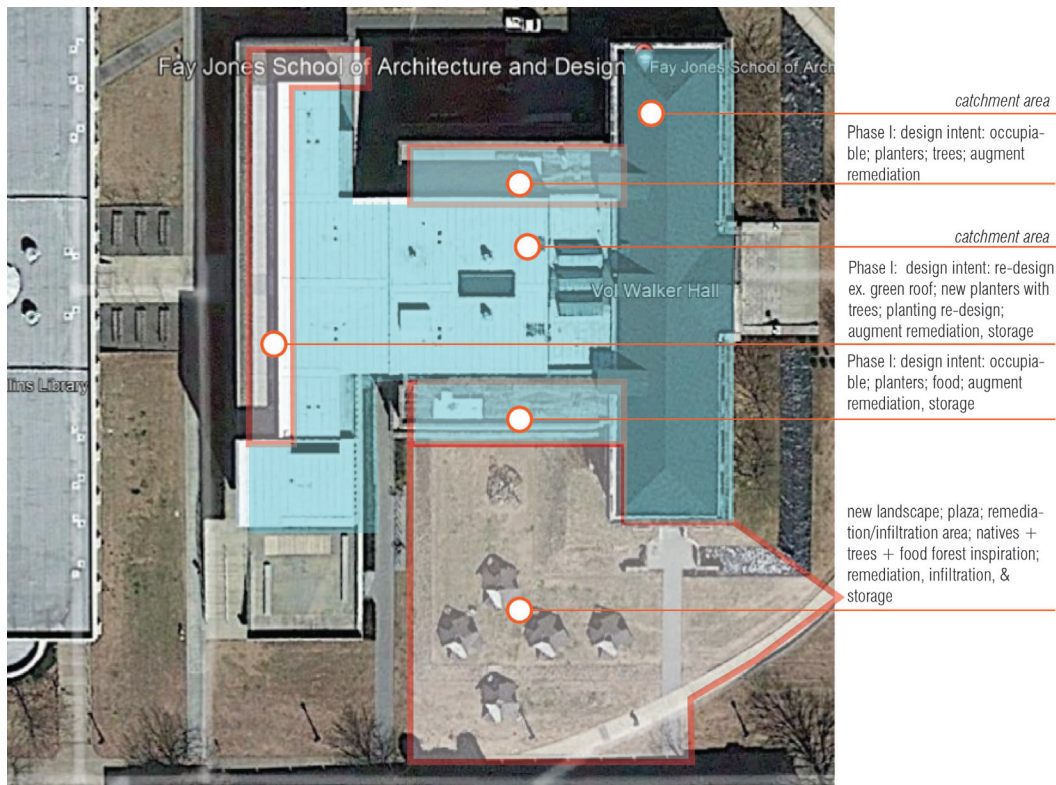 Fay Jones School of Architecture and Design
Fay Jones School of Arch
Vol Walker Hall
llins Library
catchment area
Phase I: design intent: occupia-
ble; planters; trees; augment
remediation
catchment area
Phase I: design intent: re-design
ex. green roof; new planters with
trees; planting re-design;
augment remediation, storage
Phase I: design intent: occupia-
ble; planters; food; augment
remediation, storage
new landscape; plaza; remedia-
tion/infiltration area; natives +
trees + food forest inspiration;
remediation, infiltration, &
storage